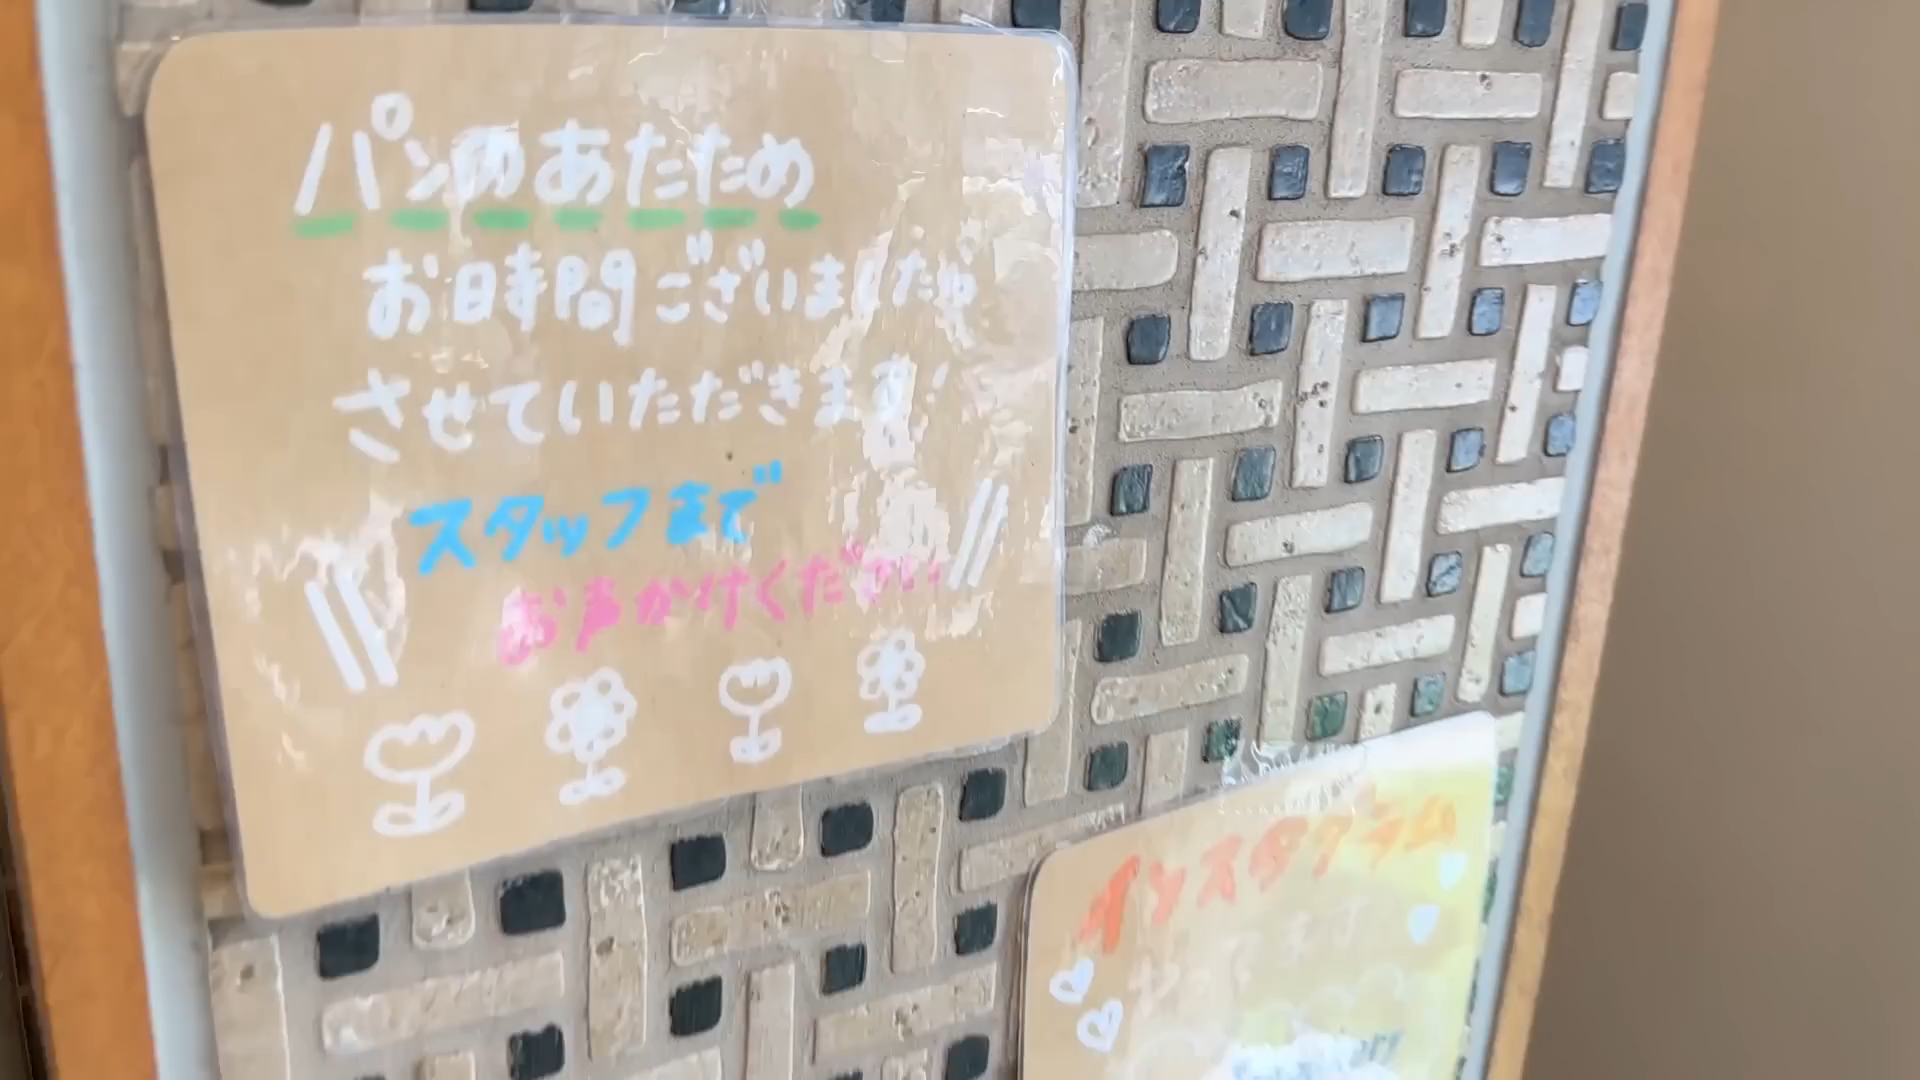 パンのあたため
お時間ございましたら
させていただきます!
スタッフまで
お声かけください
インスタグラム